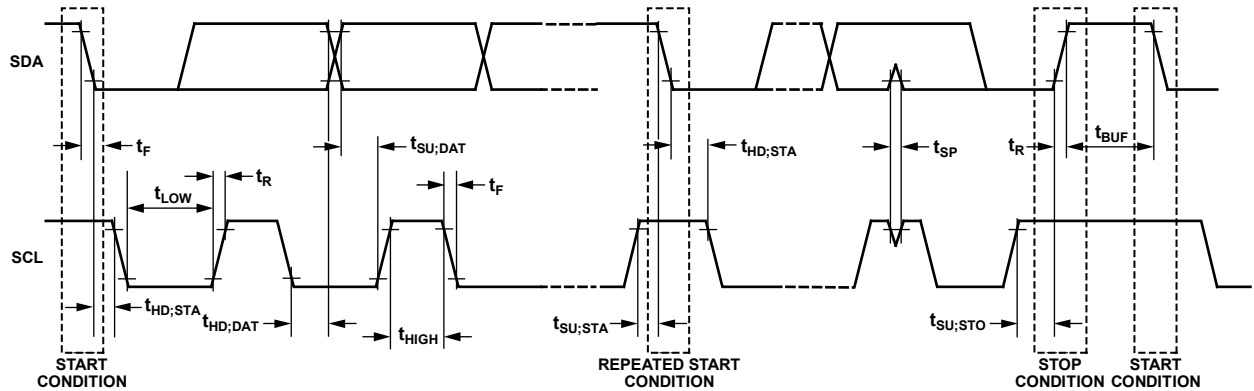 SDA
t_F
t_SU;DAT
t_HD;STA
t_SP
t_R
t_BUF
t_LOW
t_R
t_F
SCL
t_HD;STA
t_HD;DAT
t_HIGH
t_SU;STA
t_SU;STO
START
CONDITION
REPEATED START
CONDITION
STOP
CONDITION
START
CONDITION